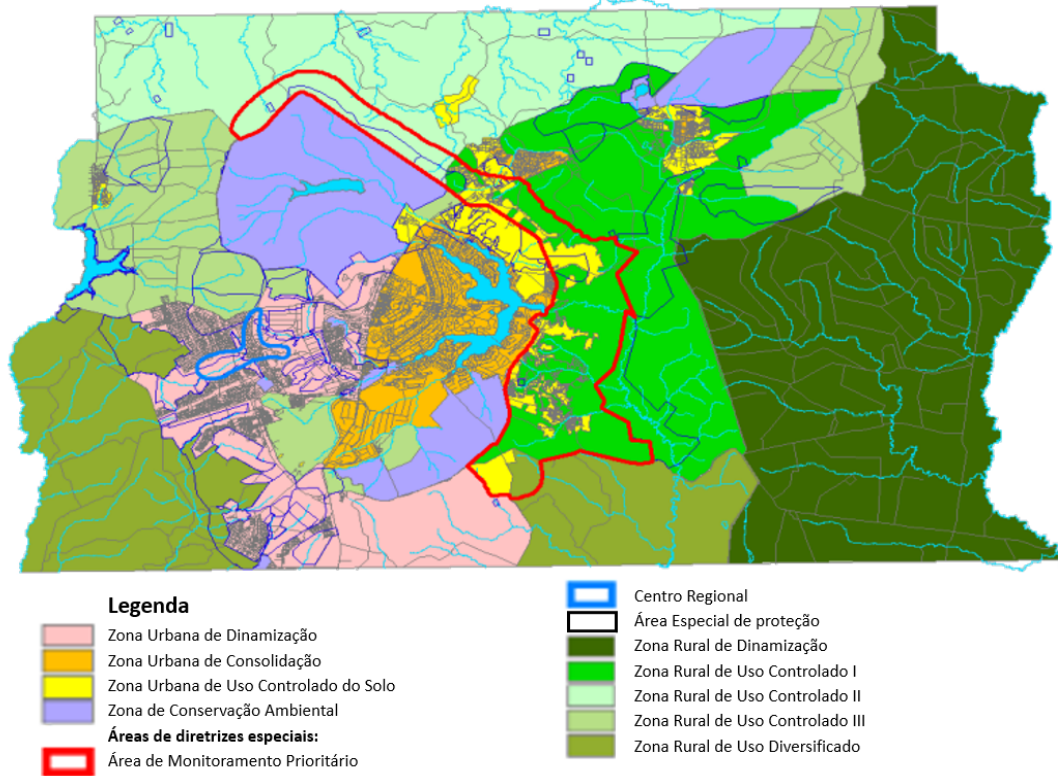 Legenda
Zona Urbana de Dinamização
Zona Urbana de Consolidação
Zona Urbana de Uso Controlado do Solo
Zona de Conservação Ambiental
Áreas de diretrizes especiais:
Área de Monitoramento Prioritário
Centro Regional
Área Especial de proteção
Zona Rural de Dinamização
Zona Rural de Uso Controlado I
Zona Rural de Uso Controlado II
Zona Rural de Uso Controlado III
Zona Rural de Uso Diversificado